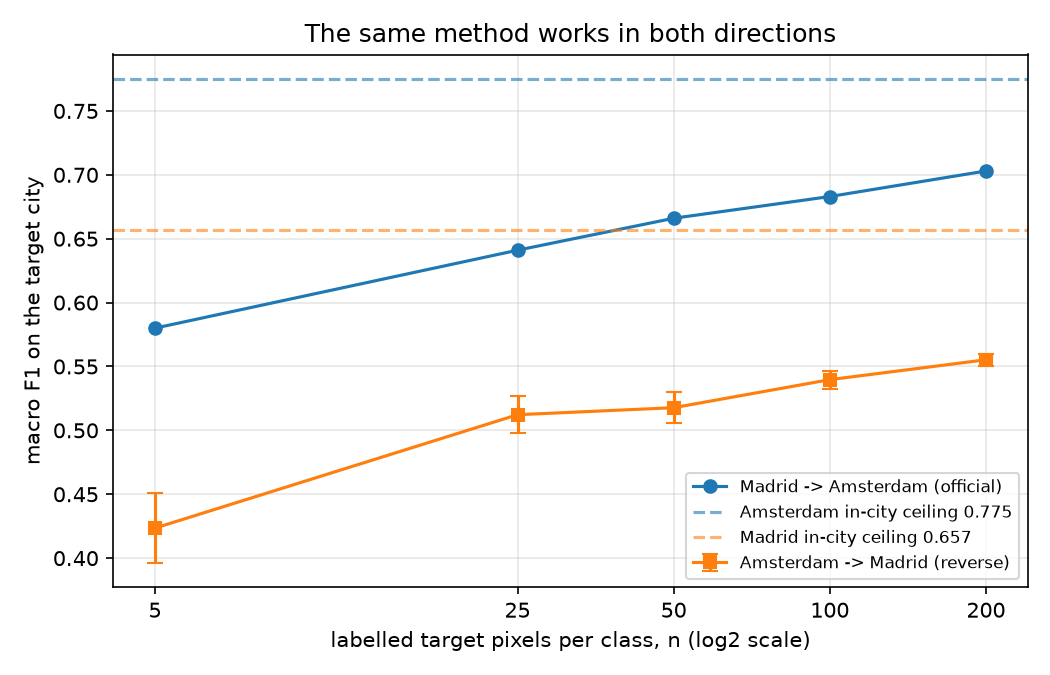 The same method works in both directions
macro F1 on the target city
0.75
0.70
0.65
0.60
0.55
0.50
0.45
0.40
Madrid -> Amsterdam (official)
Amsterdam in-city ceiling 0.775
Madrid in-city ceiling 0.657
Amsterdam -> Madrid (reverse)
5 25 50 100 200
labelled target pixels per class, n (log2 scale)